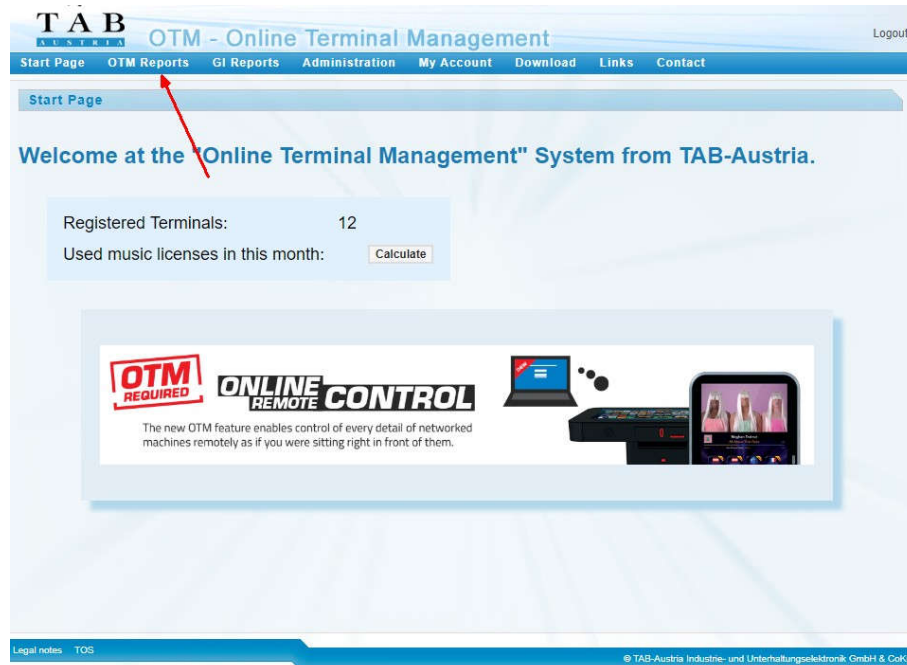 TAB
AUSTRIA
OTM - Online Terminal Management
Logout
Start Page OTM Reports GI Reports Administration My Account Download Links Contact
Start Page
Welcome at the "Online Terminal Management" System from TAB-Austria.
Registered Terminals: 12
Used music licenses in this month: Calculate
OTM
REQUIRED
ONLINE
REMOTE
CONTROL
The new OTM feature enables control of every detail of networked
machines remotely as if you were sitting right in front of them.
Legal notes TOS
© TAB-Austria Industrie- und Unterhaltungselektronik GmbH & CoK